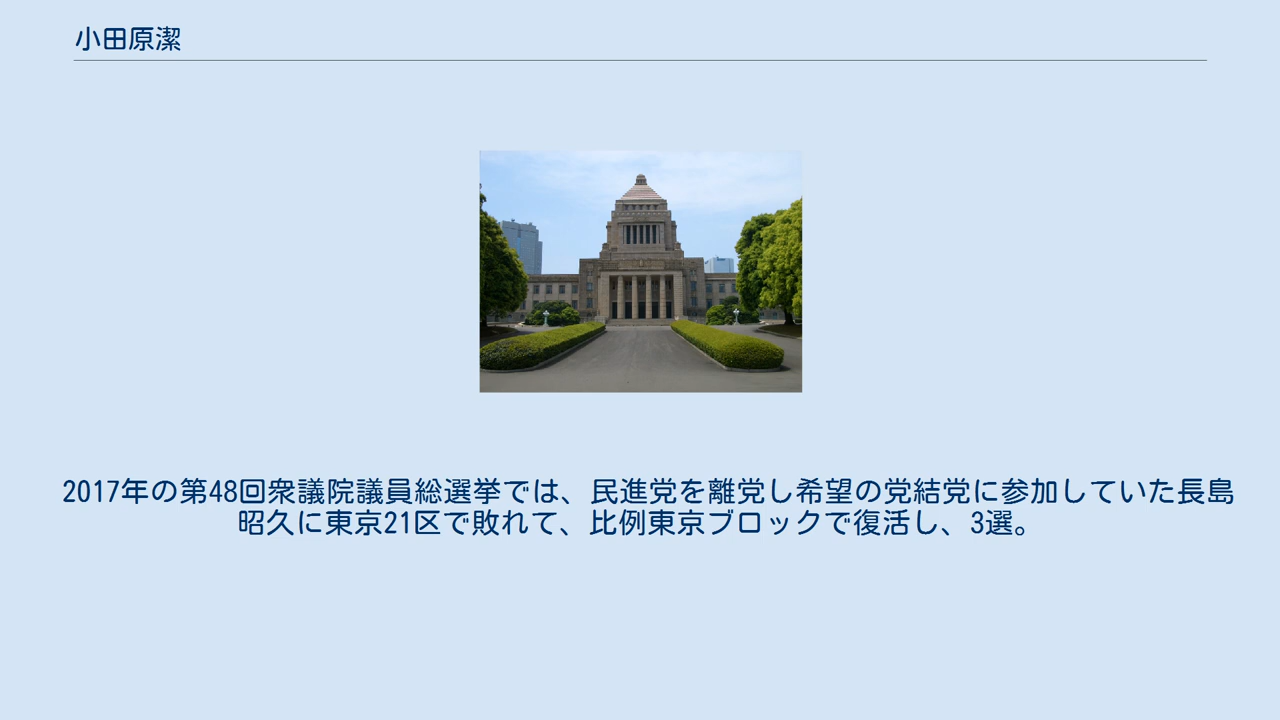 小田原潔
2017年の第48回衆議院議員総選挙では、民進党を離党し希望の党結党に参加していた長島
昭久に東京21区で敗れて、比例東京ブロックで復活し、3選。